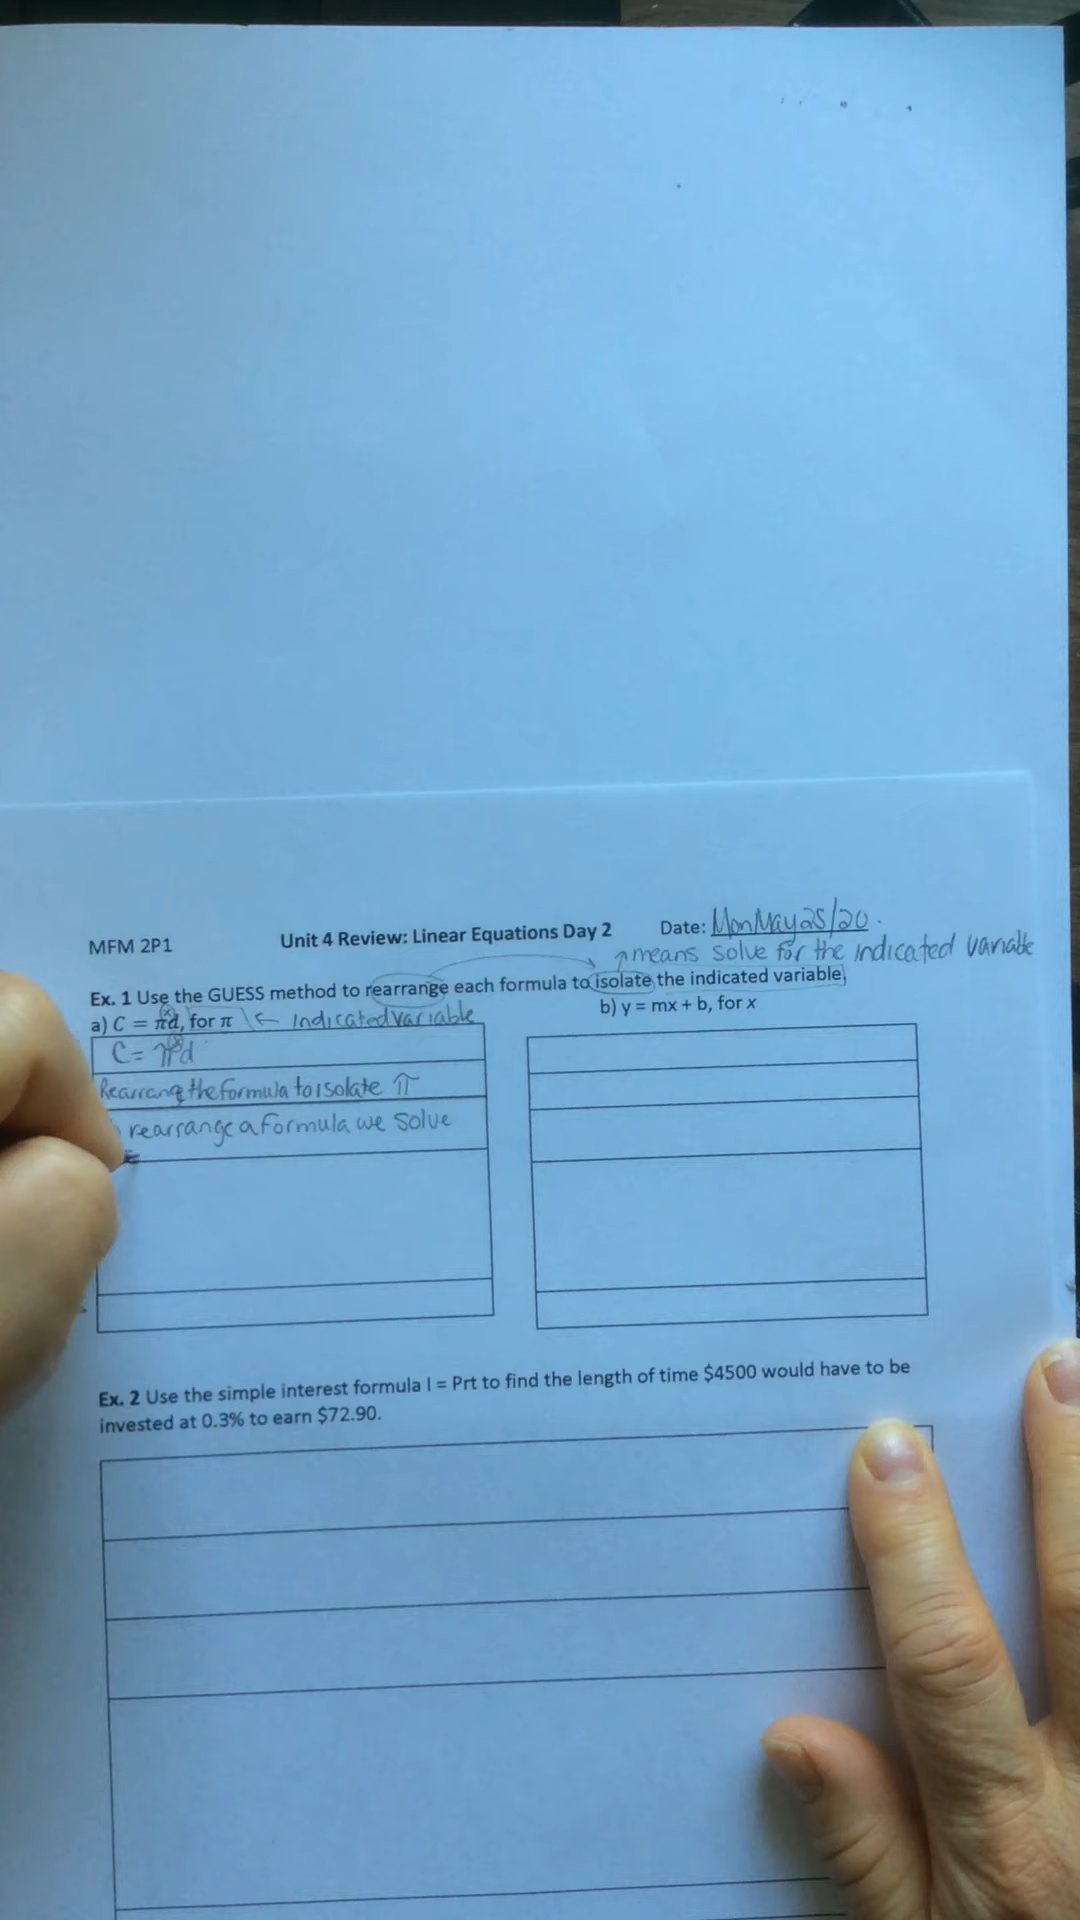 MFM 2P1 Unit 4 Review: Linear Equations Day 2 Date: Mon May 25/20.
↑ means solve for the indicated variable
Ex. 1 Use the GUESS method to rearrange each formula to isolate the indicated variable.
a) C = πd, for π ← Indicated variable b) y = mx + b, for x
(x)
C = πd
Rearrange the formula to isolate π
rearrange a formula we solve
Ex. 2 Use the simple interest formula I = Prt to find the length of time $4500 would have to be
invested at 0.3% to earn $72.90.